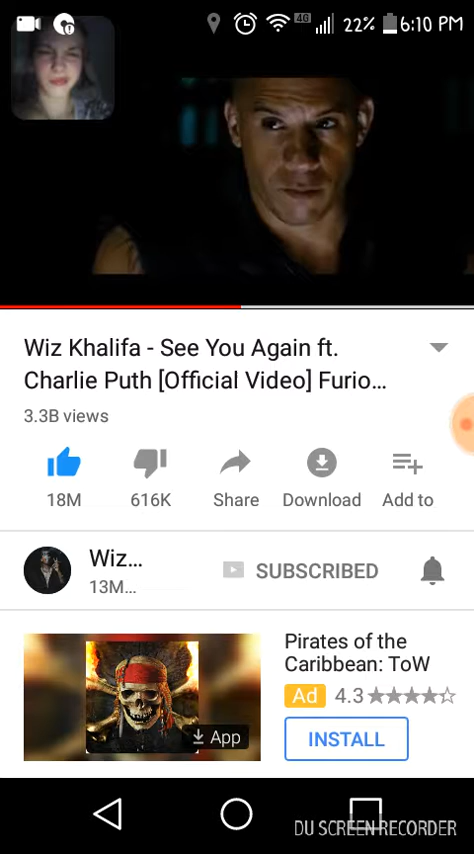 4G 22% 6:10 PM
Wiz Khalifa - See You Again ft.
Charlie Puth [Official Video] Furio...
3.3B views
18M 616K Share Download Add to
Wiz...
13M...
SUBSCRIBED
Pirates of the
Caribbean: ToW
Ad 4.3
App
INSTALL
DU SCREEN RECORDER